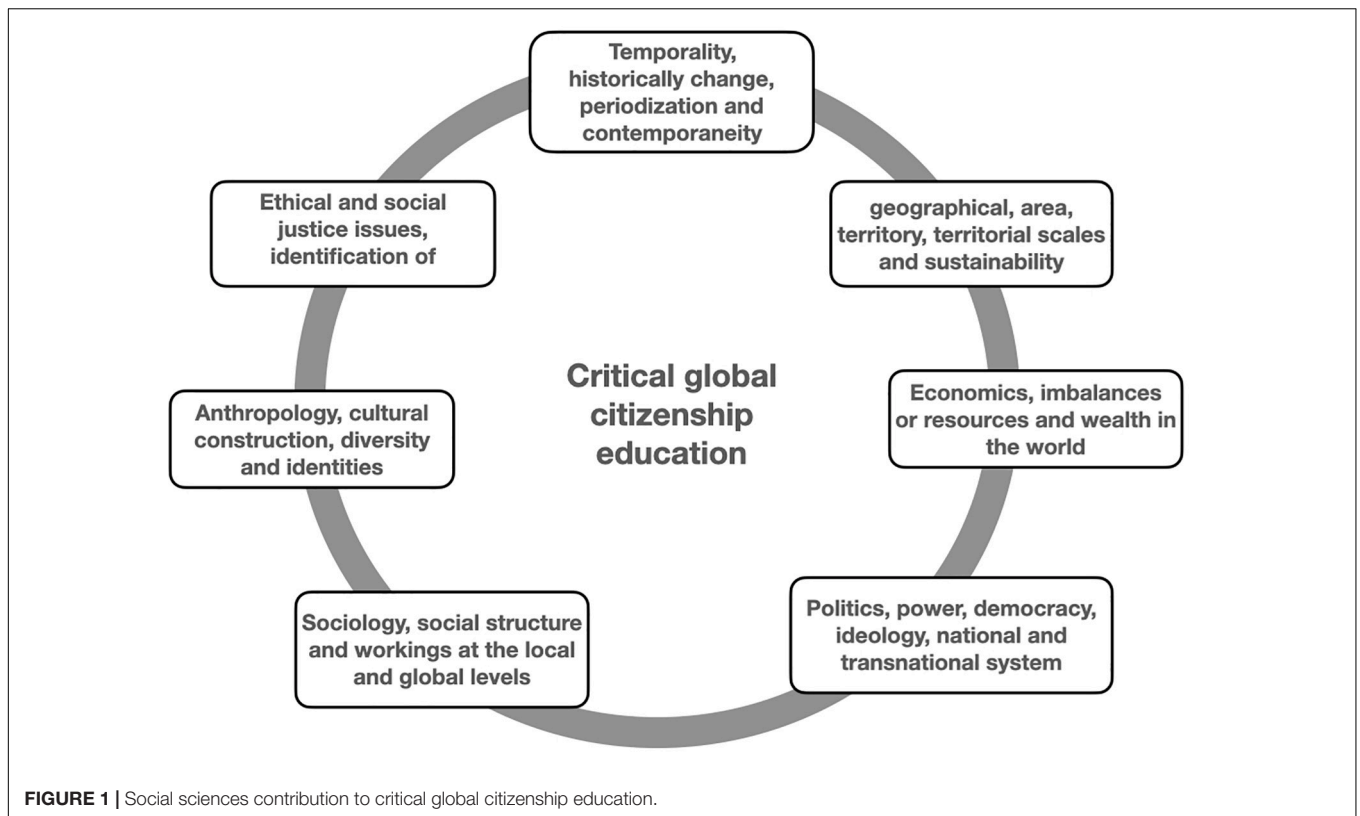 Temporality,
historically change,
periodization and
contemporaneity
Ethical and social
justice issues,
identification of
geographical, area,
territory, territorial scales
and sustainability
Critical global
citizenship
education
Anthropology, cultural
construction, diversity
and identities
Economics, imbalances
or resources and wealth in
the world
Sociology, social structure
and workings at the local
and global levels
Politics, power, democracy,
ideology, national and
transnational system
FIGURE 1 | Social sciences contribution to critical global citizenship education.